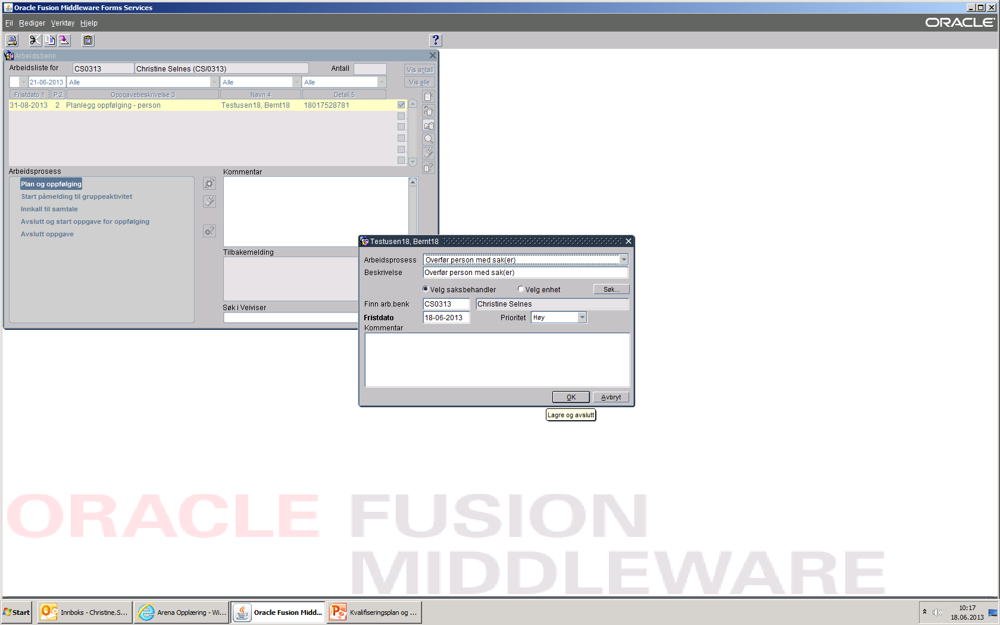 Oracle Fusion Middleware Forms Services
Fil Rediger Verktøy Hjelp
ORACLE
?
Arbeidsbenk
Arbeidsliste for CS0313 Christine Selnes (CS/0313) Antall Vis antall
21-06-2013 Alle Alle Alle Vis alle
Fristdato 1 P.2 Oppgavebeskrivelse 3 Navn 4 Detalj 5
31-08-2013 2 Planlegg oppfølging - person Testusen18, Bernt18 18017528781
Arbeidsprosess
Kommentar
Plan og oppfølging
Start påmelding til gruppeaktivitet
Innkall til samtale
Avslutt og start oppgave for oppfølging
Avslutt oppgave
Tilbakemelding
Søk i Veiviser
Testusen18, Bernt18
Arbeidsprosess Overfør person med sak(er)
Beskrivelse Overfør person med sak(er)
Velg saksbehandler Velg enhet Søk...
Finn arb.benk CS0313 Christine Selnes
Fristdato 18-06-2013 Prioritet Høy
Kommentar
OK Avbryt
Lagre og avslutt
ORACLE FUSION
MIDDLEWARE
Start Innboks - Christine.S... Arena Opplæring - Wi... Oracle Fusion Midd... Kvalifiseringsplan og ... 10:17
18.06.2013